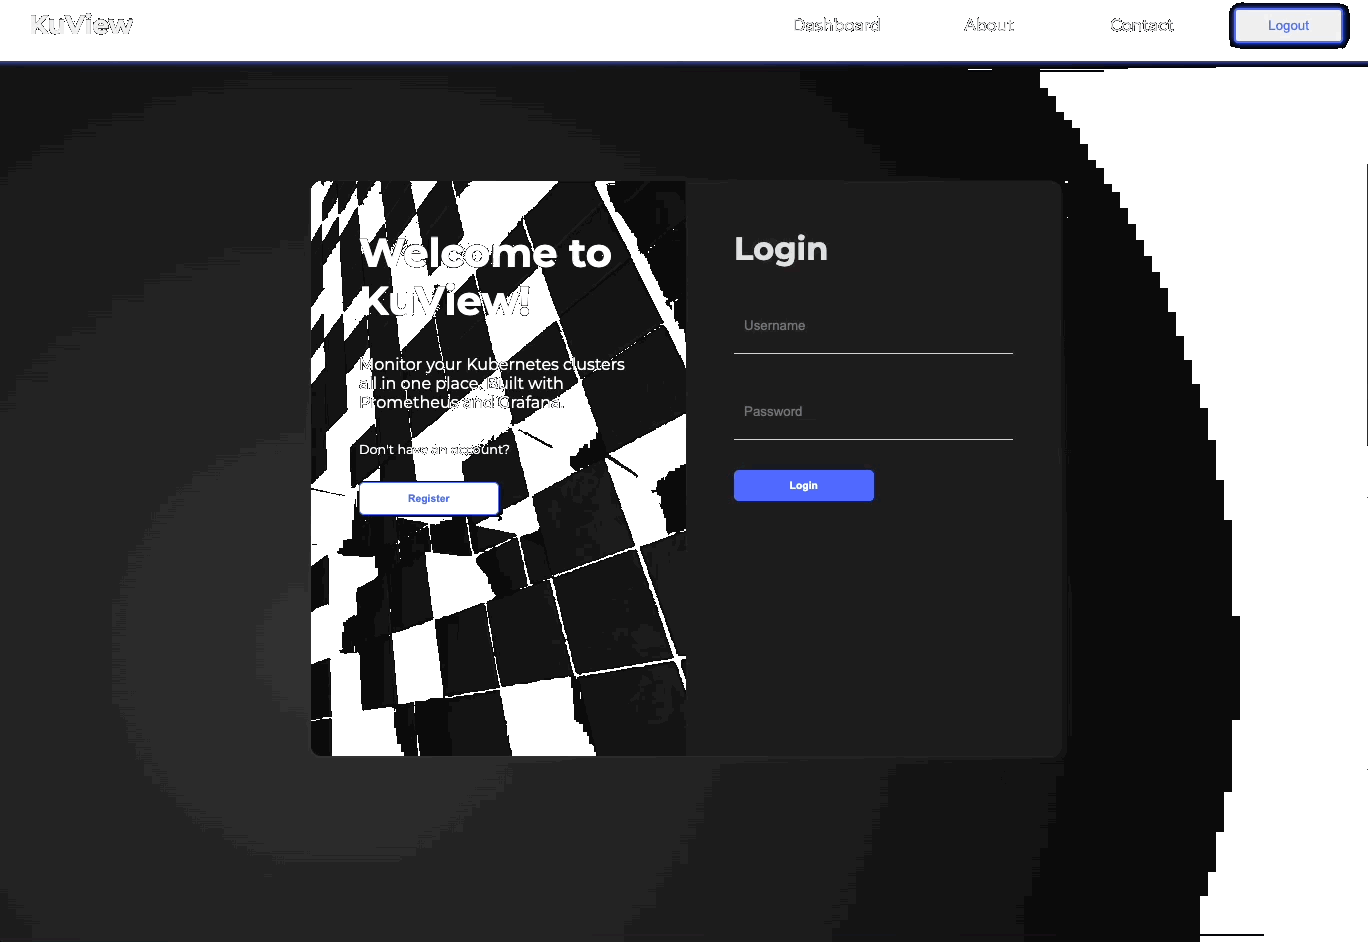 KuView
Dashboard
About
Contact
Logout
Welcome to
KuView!
Monitor your Kubernetes clusters
all in one place. Built with
Prometheus and Grafana.
Don't have an account?
Register
Login
Username
Password
Login